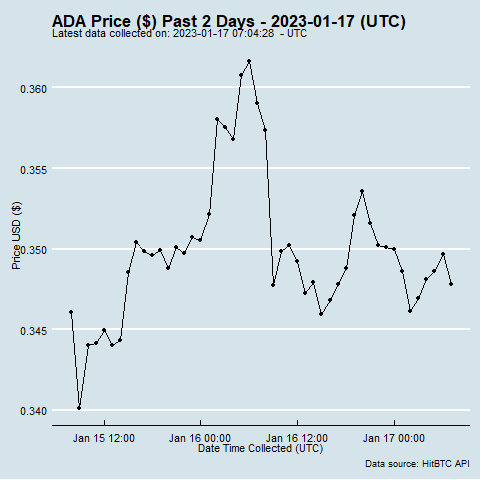 ADA Price ($) Past 2 Days - 2023-01-17 (UTC)
Latest data collected on: 2023-01-17 07:04:28  - UTC
0.360
0.355
0.350
0.345
0.340
Price USD ($)
Jan 15 12:00 Jan 16 00:00 Jan 16 12:00 Jan 17 00:00
Date Time Collected (UTC)
Data source: HitBTC API